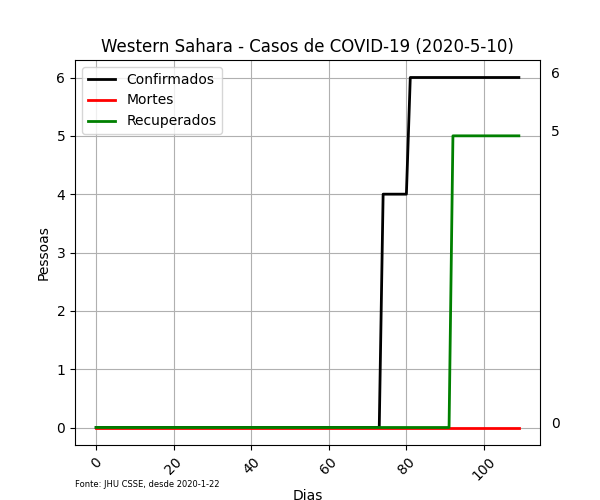 Western Sahara - Casos de COVID-19 (2020-5-10)
Confirmados
Mortes
Recuperados
6
5
4
3
2
1
0
6
5
0
Pessoas
0
20
40
60
80
100
Fonte: JHU CSSE, desde 2020-1-22
Dias